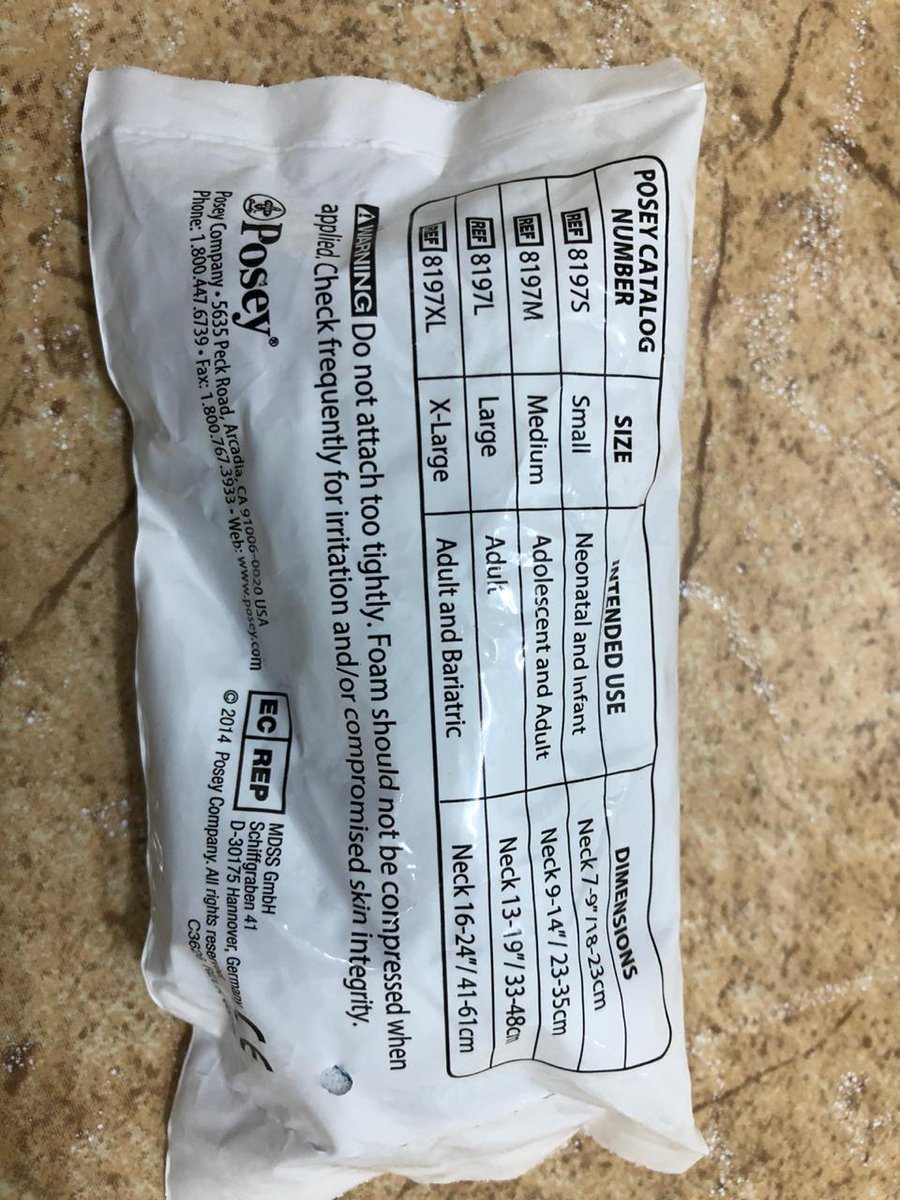 POSEY CATALOG NUMBER SIZE INTENDED USE DIMENSIONS
REF 8197S Small Neonatal and Infant Neck 7-9"/18-23cm
REF 8197M Medium Adolescent and Adult Neck 9-14"/23-35cm
REF 8197L Large Adult Neck 13-19"/33-48cm
REF 8197XL X-Large Adult and Bariatric Neck 16-24"/41-61cm
WARNING Do not attach too tightly. Foam should not be compressed when
applied. Check frequently for irritation and/or compromised skin integrity.
Posey®
Posey Company • 5635 Peck Road, Arcadia, CA 91006-0020 USA
Phone: 1.800.447.6739 • Fax: 1.800.767.3933 • Web: www.posey.com
EC REP
MDSS GmbH
Schiffgraben 41
D-30175 Hannover, Germany
© 2014 Posey Company. All rights
CE